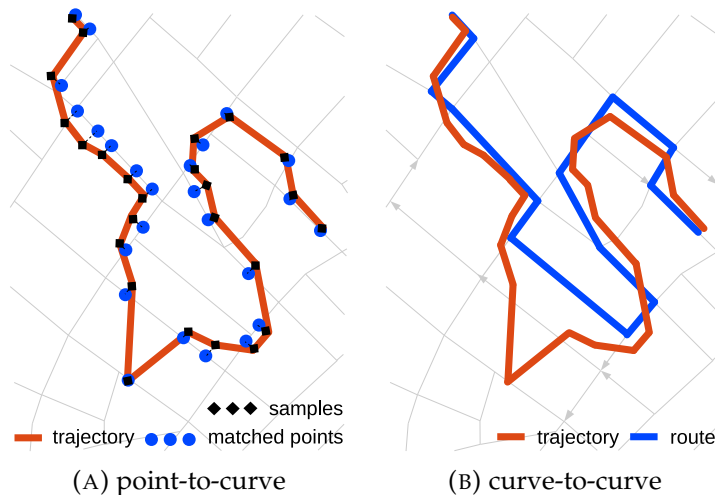 samples
trajectory matched points
(A) point-to-curve
trajectory route
(B) curve-to-curve